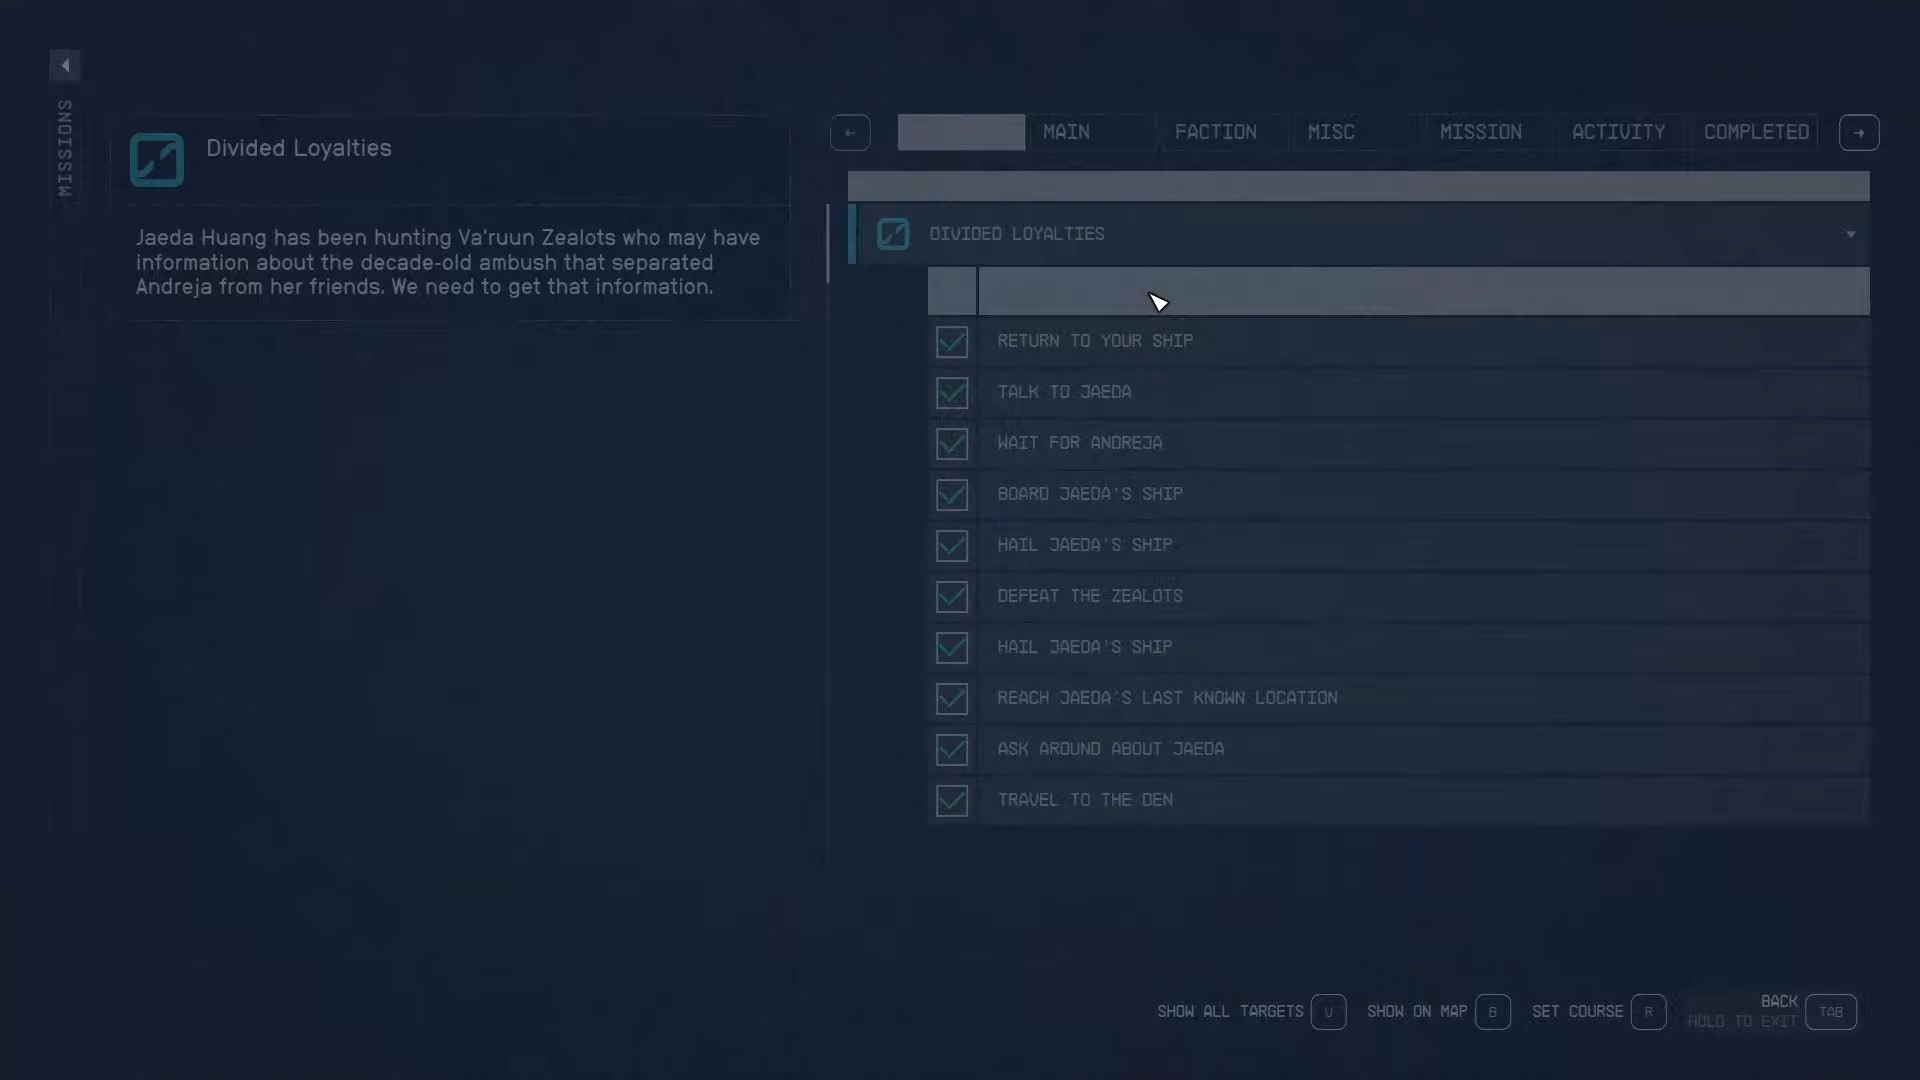 MISSIONS
Divided Loyalties
Jaeda Huang has been hunting Va'ruun Zealots who may have
information about the decade-old ambush that separated
Andreja from her friends. We need to get that information.
MAIN FACTION MISC MISSION ACTIVITY COMPLETED
DIVIDED LOYALTIES
RETURN TO YOUR SHIP
TALK TO JAEDA
WAIT FOR ANDREJA
BOARD JAEDA'S SHIP
HAIL JAEDA'S SHIP
DEFEAT THE ZEALOTS
HAIL JAEDA'S SHIP
REACH JAEDA'S LAST KNOWN LOCATION
ASK AROUND ABOUT JAEDA
TRAVEL TO THE DEN
SHOW ALL TARGETS V SHOW ON MAP B SET COURSE R BACK TAB
HOLD TO EXIT